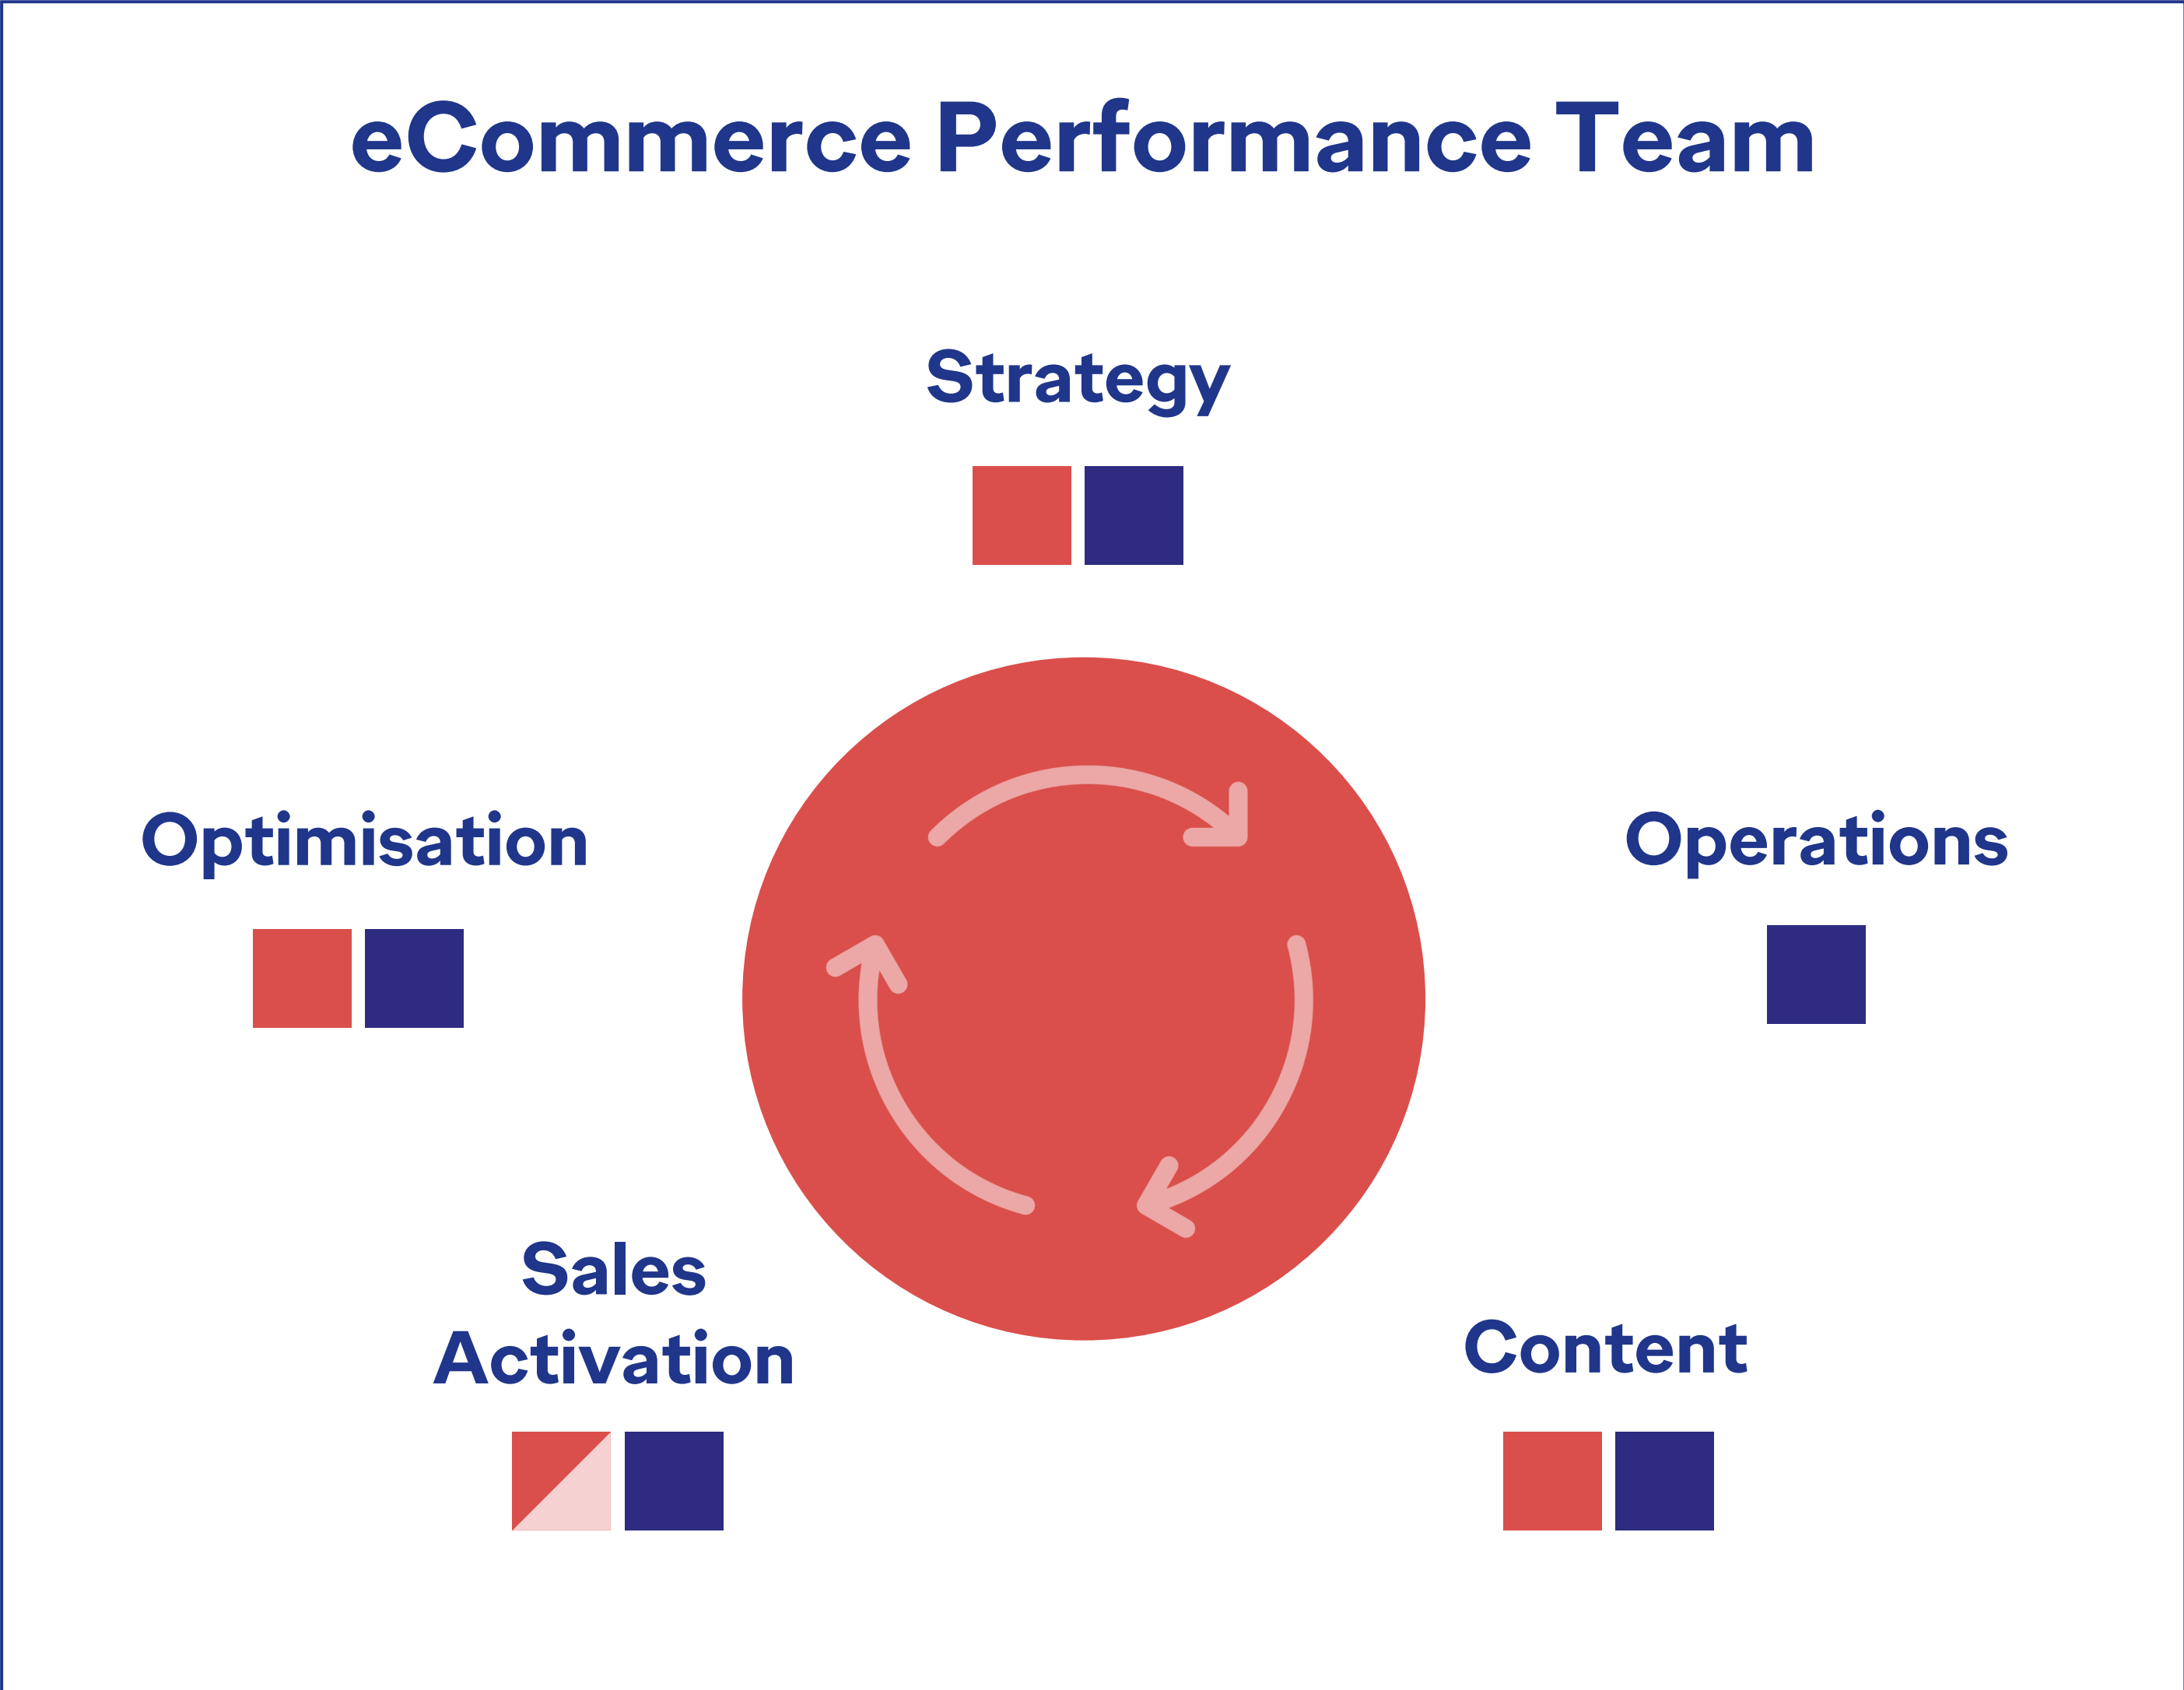 eCommerce Performance Team
Strategy
Optimisation
Operations
Sales
Activation
Content